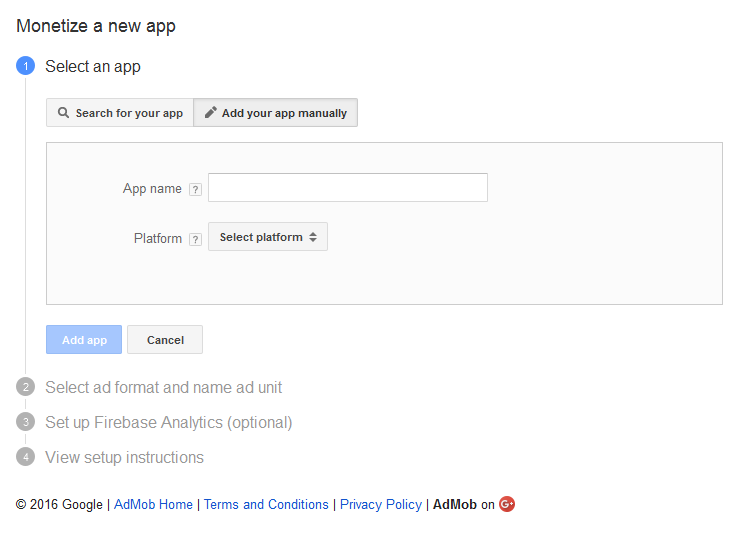 Monetize a new app
1 Select an app
Search for your app Add your app manually
App name ?
Platform ? Select platform
Add app Cancel
2 Select ad format and name ad unit
3 Set up Firebase Analytics (optional)
4 View setup instructions
© 2016 Google | AdMob Home | Terms and Conditions | Privacy Policy | AdMob on G+